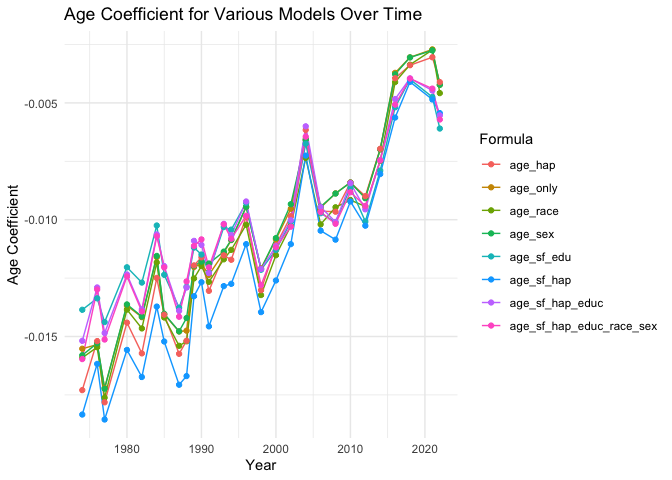 Age Coefficient for Various Models Over Time
Age Coefficient
-0.005
-0.010
-0.015
1980
1990
2000
2010
2020
Year
Formula
age_hap
age_only
age_race
age_sex
age_sf_edu
age_sf_hap
age_sf_hap_educ
age_sf_hap_educ_race_sex